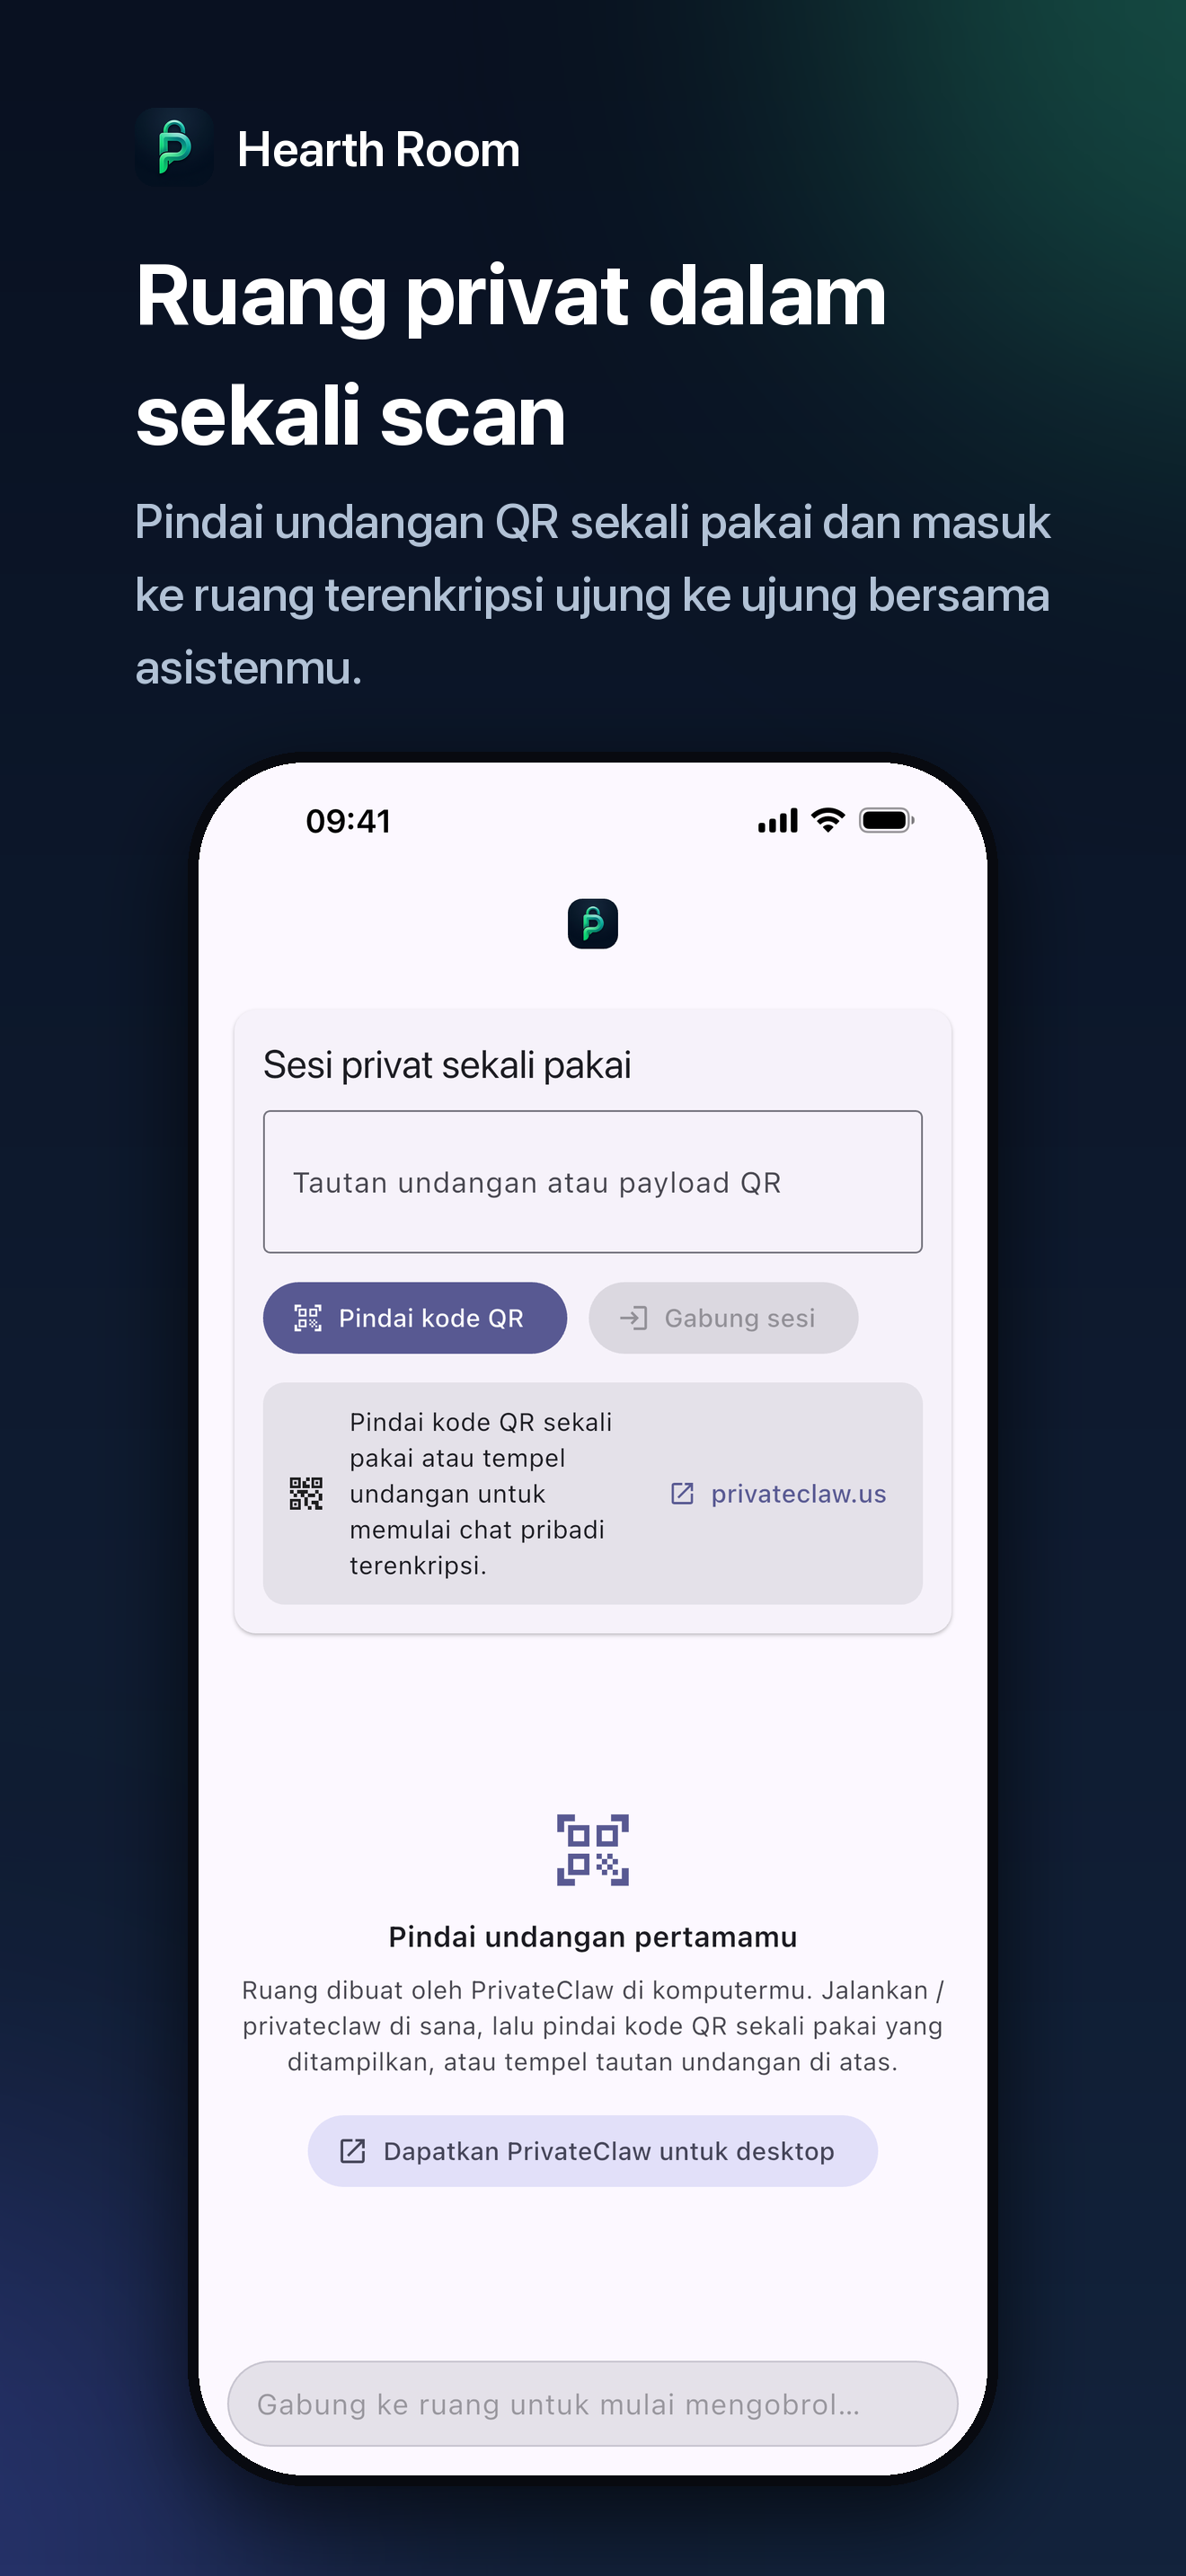 Hearth Room
Ruang privat dalam
sekali scan
Pindai undangan QR sekali pakai dan masuk
ke ruang terenkripsi ujung ke ujung bersama
asistenmu.
09:41
Sesi privat sekali pakai
Tautan undangan atau payload QR
Pindai kode QR
Gabung sesi
Pindai kode QR sekali
pakai atau tempel
undangan untuk
memulai chat pribadi
terenkripsi.
privateclaw.us
Pindai undangan pertamamu
Ruang dibuat oleh PrivateClaw di komputermu. Jalankan /
privateclaw di sana, lalu pindai kode QR sekali pakai yang
ditampilkan, atau tempel tautan undangan di atas.
Dapatkan PrivateClaw untuk desktop
Gabung ke ruang untuk mulai mengobrol...